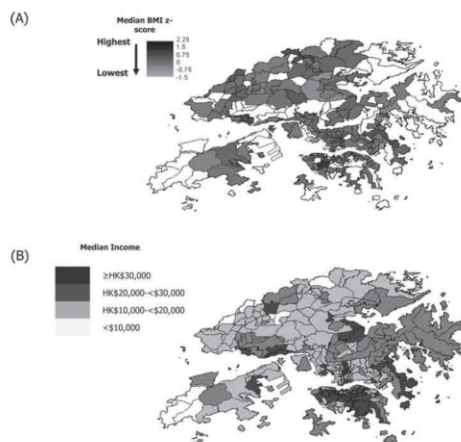 (A)
Median BMI z-
score
Highest
Lowest
2.25
1.5
0.75
0
-0.75
-1.5
(B)
Median Income
≥HK$30,000
HK$20,000-<$30,000
HK$10,000-<$20,000
<$10,000